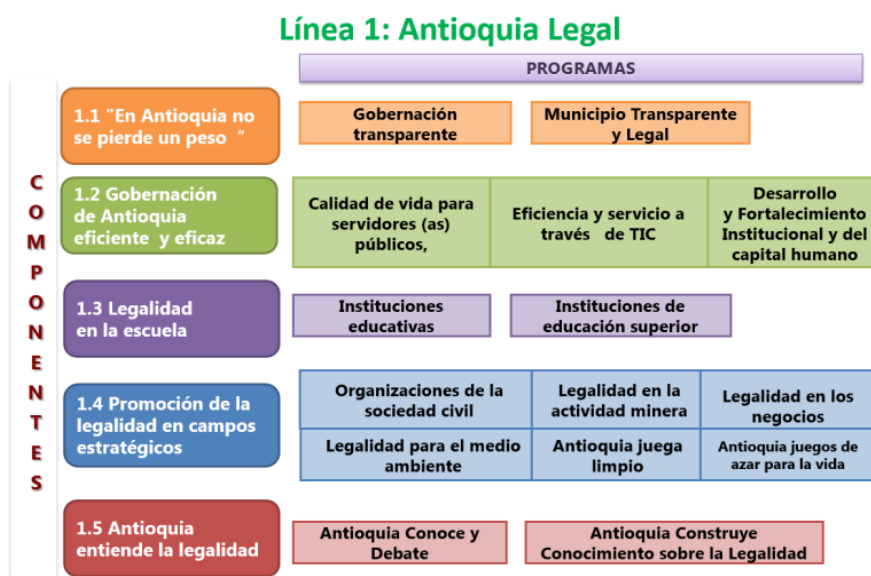 Línea 1: Antioquia Legal
PROGRAMAS
COMPONENTES
1.1 "En Antioquia no
se pierde un peso "
Gobernación
transparente
Municipio Transparente
y Legal
1.2 Gobernación
de Antioquia
eficiente y eficaz
Calidad de vida para
servidores (as)
públicos,
Eficiencia y servicio a
través de TIC
Desarrollo
y Fortalecimiento
Institucional y del
capital humano
1.3 Legalidad
en la escuela
Instituciones
educativas
Instituciones de
educación superior
1.4 Promoción de la
legalidad en campos
estratégicos
Organizaciones de la
sociedad civil
Legalidad en la
actividad minera
Legalidad en los
negocios
Legalidad para el medio
ambiente
Antioquia juega
limpio
Antioquia juegos de
azar para la vida
1.5 Antioquia
entiende la legalidad
Antioquia Conoce y
Debate
Antioquia Construye
Conocimiento sobre la Legalidad